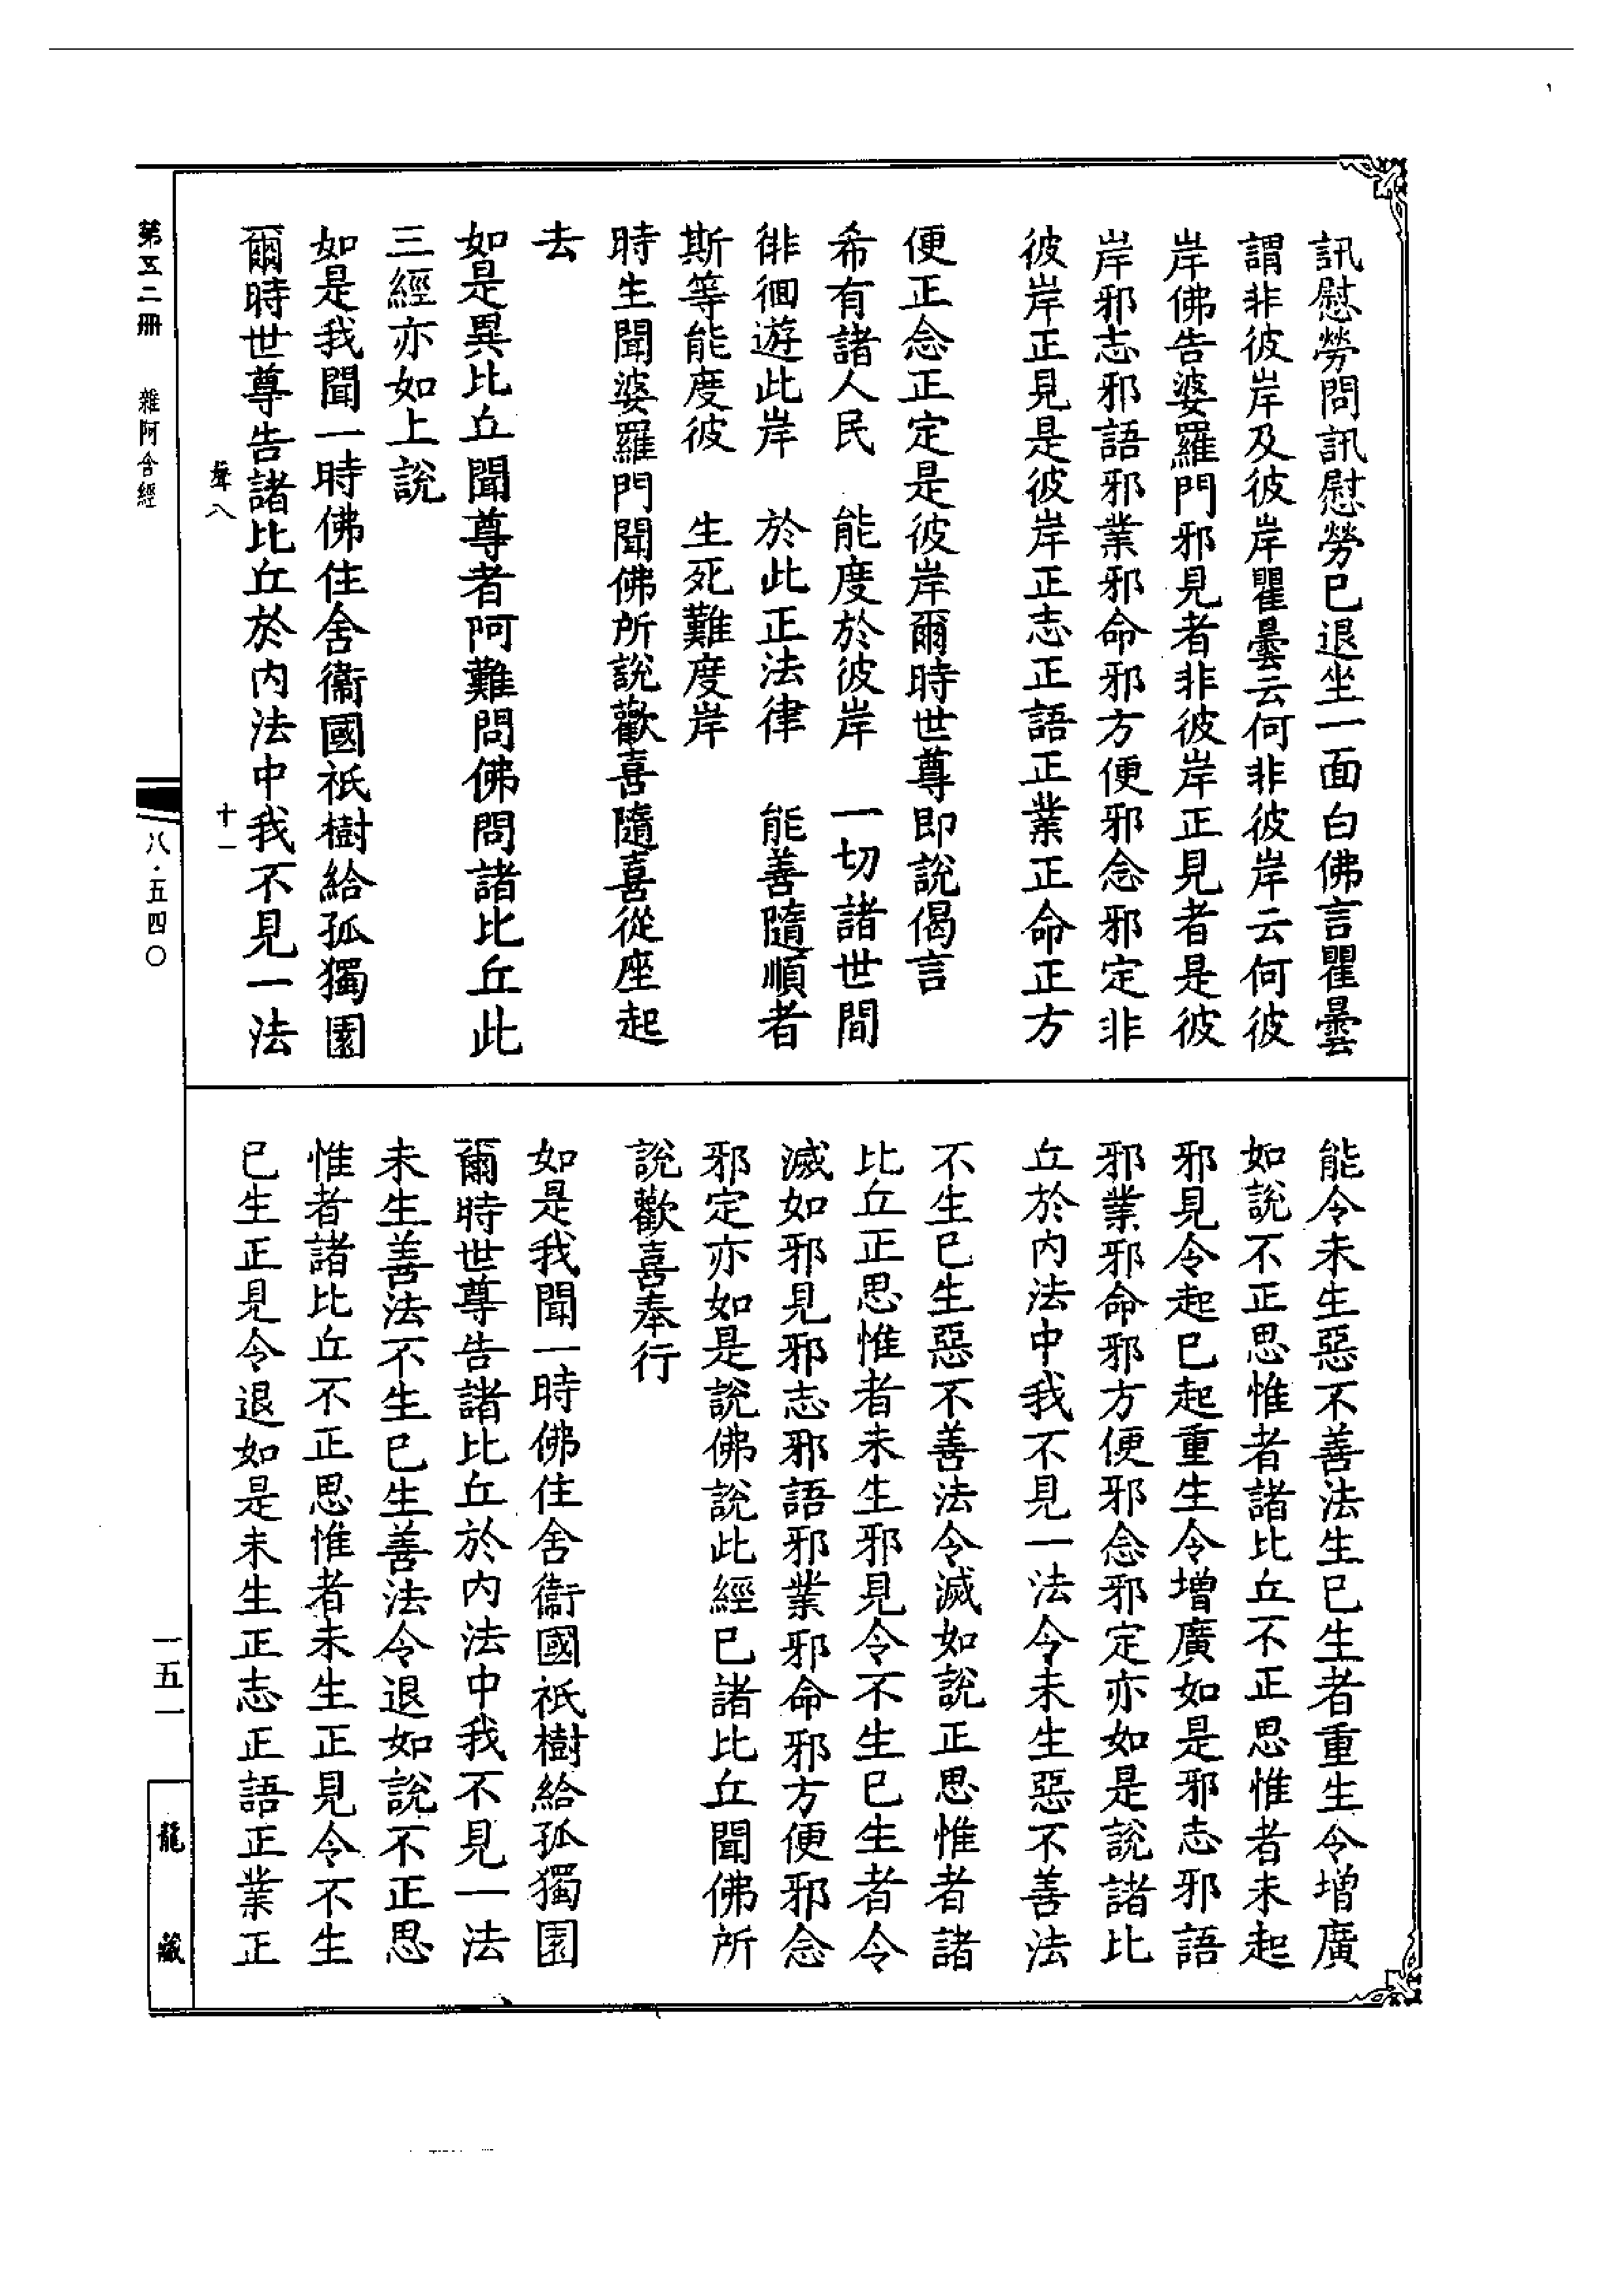 訊慰勞問訊慰勞已退坐一面白佛言瞿曇
謂非彼岸及彼岸瞿曇云何非彼岸云何彼
岸佛告婆羅門邪見者非彼岸正見者是彼
岸邪志邪語邪業邪命邪方便邪念邪定非
彼岸正見是彼岸正志正語正業正命正方
便正念正定是彼岸爾時世尊即說偈言
希有諸人民　能度於彼岸　一切諸世間
徘徊遊此岸　於此正法律　能善隨順者
斯等能度彼　生死難度岸
時生聞婆羅門聞佛所說歡喜隨喜從座起
去
如是異比丘聞尊者阿難問佛問諸比丘此
三經亦如上說
如是我聞一時佛住舍衞國祇樹給孤獨園
爾時世尊告諸比丘於內法中我不見一法
聲八　十一
能令未生惡不善法生已生者重生令增廣
如說不正思惟者諸比丘不正思惟者未起
邪見令起已起重生令增廣如是邪志邪語
邪業邪命邪方便邪念邪定亦如是說諸比
丘於內法中我不見一法令未生惡不善法
不生已生惡不善法令滅如說正思惟者諸
比丘正思惟者未生邪見令不生已生者令
滅如邪見邪志邪語邪業邪命邪方便邪念
邪定亦如是說佛說此經已諸比丘聞佛所
說歡喜奉行
如是我聞一時佛住舍衞國祇樹給孤獨園
爾時世尊告諸比丘於內法中我不見一法
未生善法不生已生善法令退如說不正思
惟者諸比丘不正思惟者未生正見令不生
已生正見令退如是未生正志正語正業正
第五二冊　雜阿含經
八·五四〇
一五一
龍藏